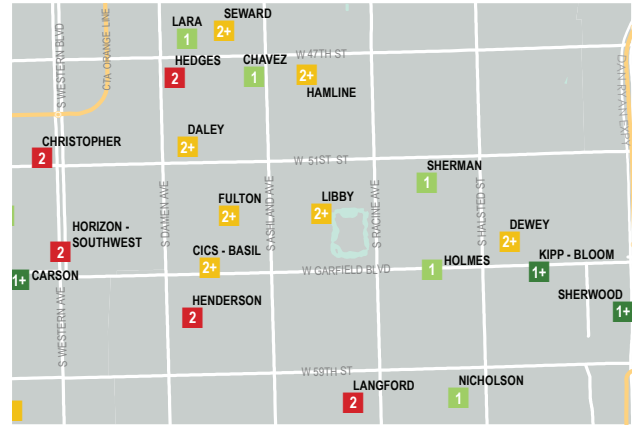 LARA
1
SEWARD
2+
S WESTERN BLVD
CTA ORANGE LINE
W 47TH ST
HEDGES
2
CHAVEZ
1
2+
HAMLINE
DAN RYAN EXPY
DALEY
2+
CHRISTOPHER
2
W 51ST ST
SHERMAN
1
S DAMEN AVE
S ASHLAND AVE
S RACINE AVE
S HALSTED ST
FULTON
2+
LIBBY
2+
HORIZON -
SOUTHWEST
2
DEWEY
2+
CICS - BASIL
2+
W GARFIELD BLVD
HOLMES
1
KIPP - BLOOM
1+
1+
CARSON
SHERWOOD
1+
HENDERSON
2
S WESTERN AVE
W 59TH ST
LANGFORD
2
NICHOLSON
1